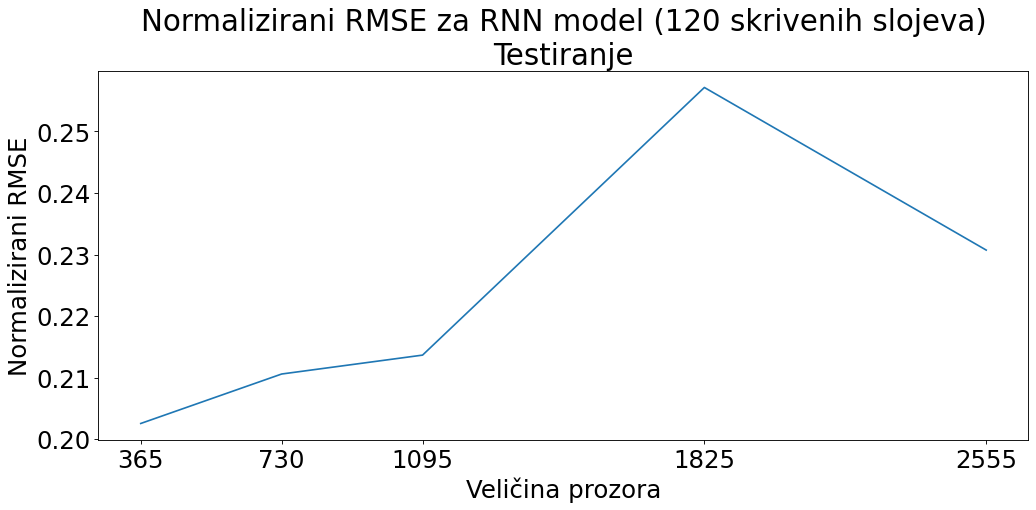 Normalizirani RMSE za RNN model (120 skrivenih slojeva)
Testiranje
Normalizirani RMSE
0.25
0.24
0.23
0.22
0.21
0.20
365 730 1095 1825 2555
Veličina prozora